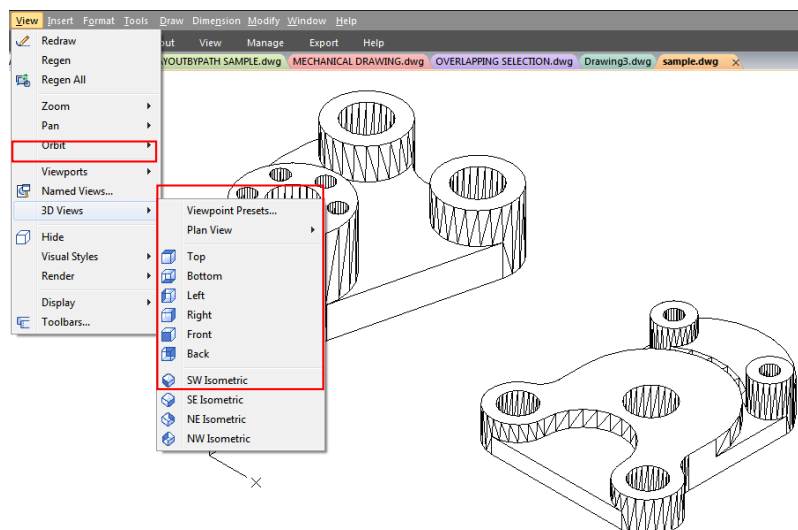 View Insert Format Tools Draw Dimension Modify Window Help
out View Manage Export Help
YOUTBYPATH SAMPLE.dwg MECHANICAL DRAWING.dwg OVERLAPPING SELECTION.dwg Drawing3.dwg sample.dwg
Redraw
Regen
Regen All
Zoom
Pan
Orbit
Viewports
Named Views...
3D Views
Hide
Visual Styles
Render
Display
Toolbars...
Viewpoint Presets...
Plan View
Top
Bottom
Left
Right
Front
Back
SW Isometric
SE Isometric
NE Isometric
NW Isometric
X